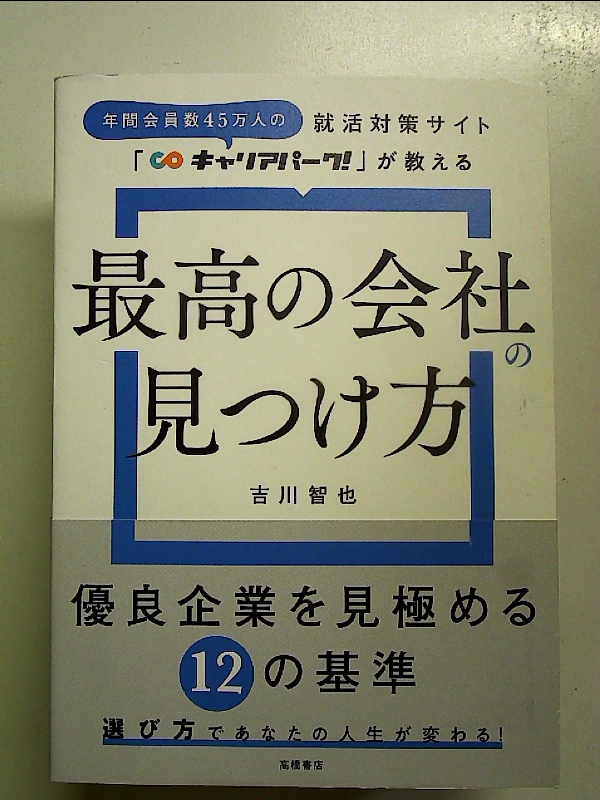 年間会員数45万人の 就活対策サイト
「キャリアパーク!」が教える
最高の会社の
見つけ方
吉川智也
優良企業を見極める
12の基準
選び方であなたの人生が変わる!
高橋書店